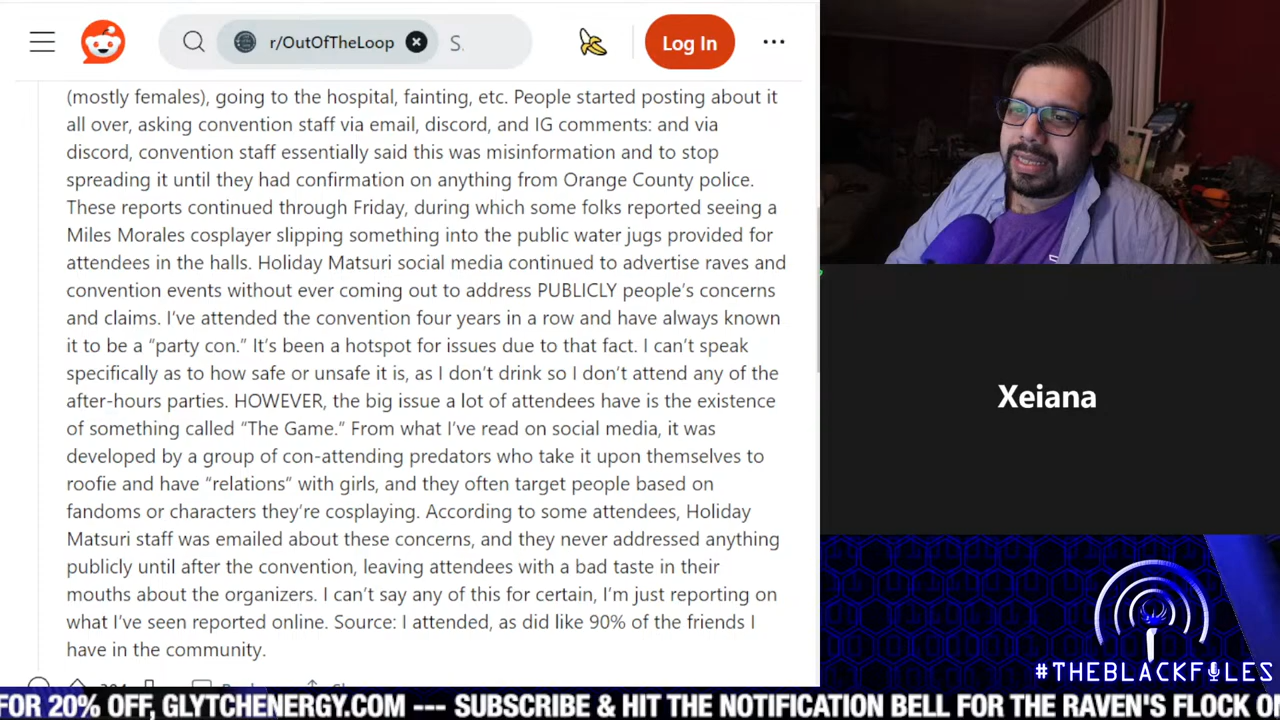 r/OutOfTheLoop
S.
Log In
(mostly females), going to the hospital, fainting, etc. People started posting about it
all over, asking convention staff via email, discord, and IG comments: and via
discord, convention staff essentially said this was misinformation and to stop
spreading it until they had confirmation on anything from Orange County police.
These reports continued through Friday, during which some folks reported seeing a
Miles Morales cosplayer slipping something into the public water jugs provided for
attendees in the halls. Holiday Matsuri social media continued to advertise raves and
convention events without ever coming out to address PUBLICLY people's concerns
and claims. I've attended the convention four years in a row and have always known
it to be a “party con.” It's been a hotspot for issues due to that fact. I can't speak
specifically as to how safe or unsafe it is, as I don't drink so I don't attend any of the
after-hours parties. HOWEVER, the big issue a lot of attendees have is the existence
of something called “The Game.” From what I've read on social media, it was
developed by a group of con-attending predators who take it upon themselves to
roofie and have “relations” with girls, and they often target people based on
fandoms or characters they're cosplaying. According to some attendees, Holiday
Matsuri staff was emailed about these concerns, and they never addressed anything
publicly until after the convention, leaving attendees with a bad taste in their
mouths about the organizers. I can't say any of this for certain, I'm just reporting on
what I've seen reported online. Source: I attended, as did like 90% of the friends I
have in the community.
Xeiana
#THEBLACKFILES
FOR 20% OFF, GLYTCHENERGY.COM --- SUBSCRIBE & HIT THE NOTIFICATION BELL FOR THE RAVEN'S FLOCK